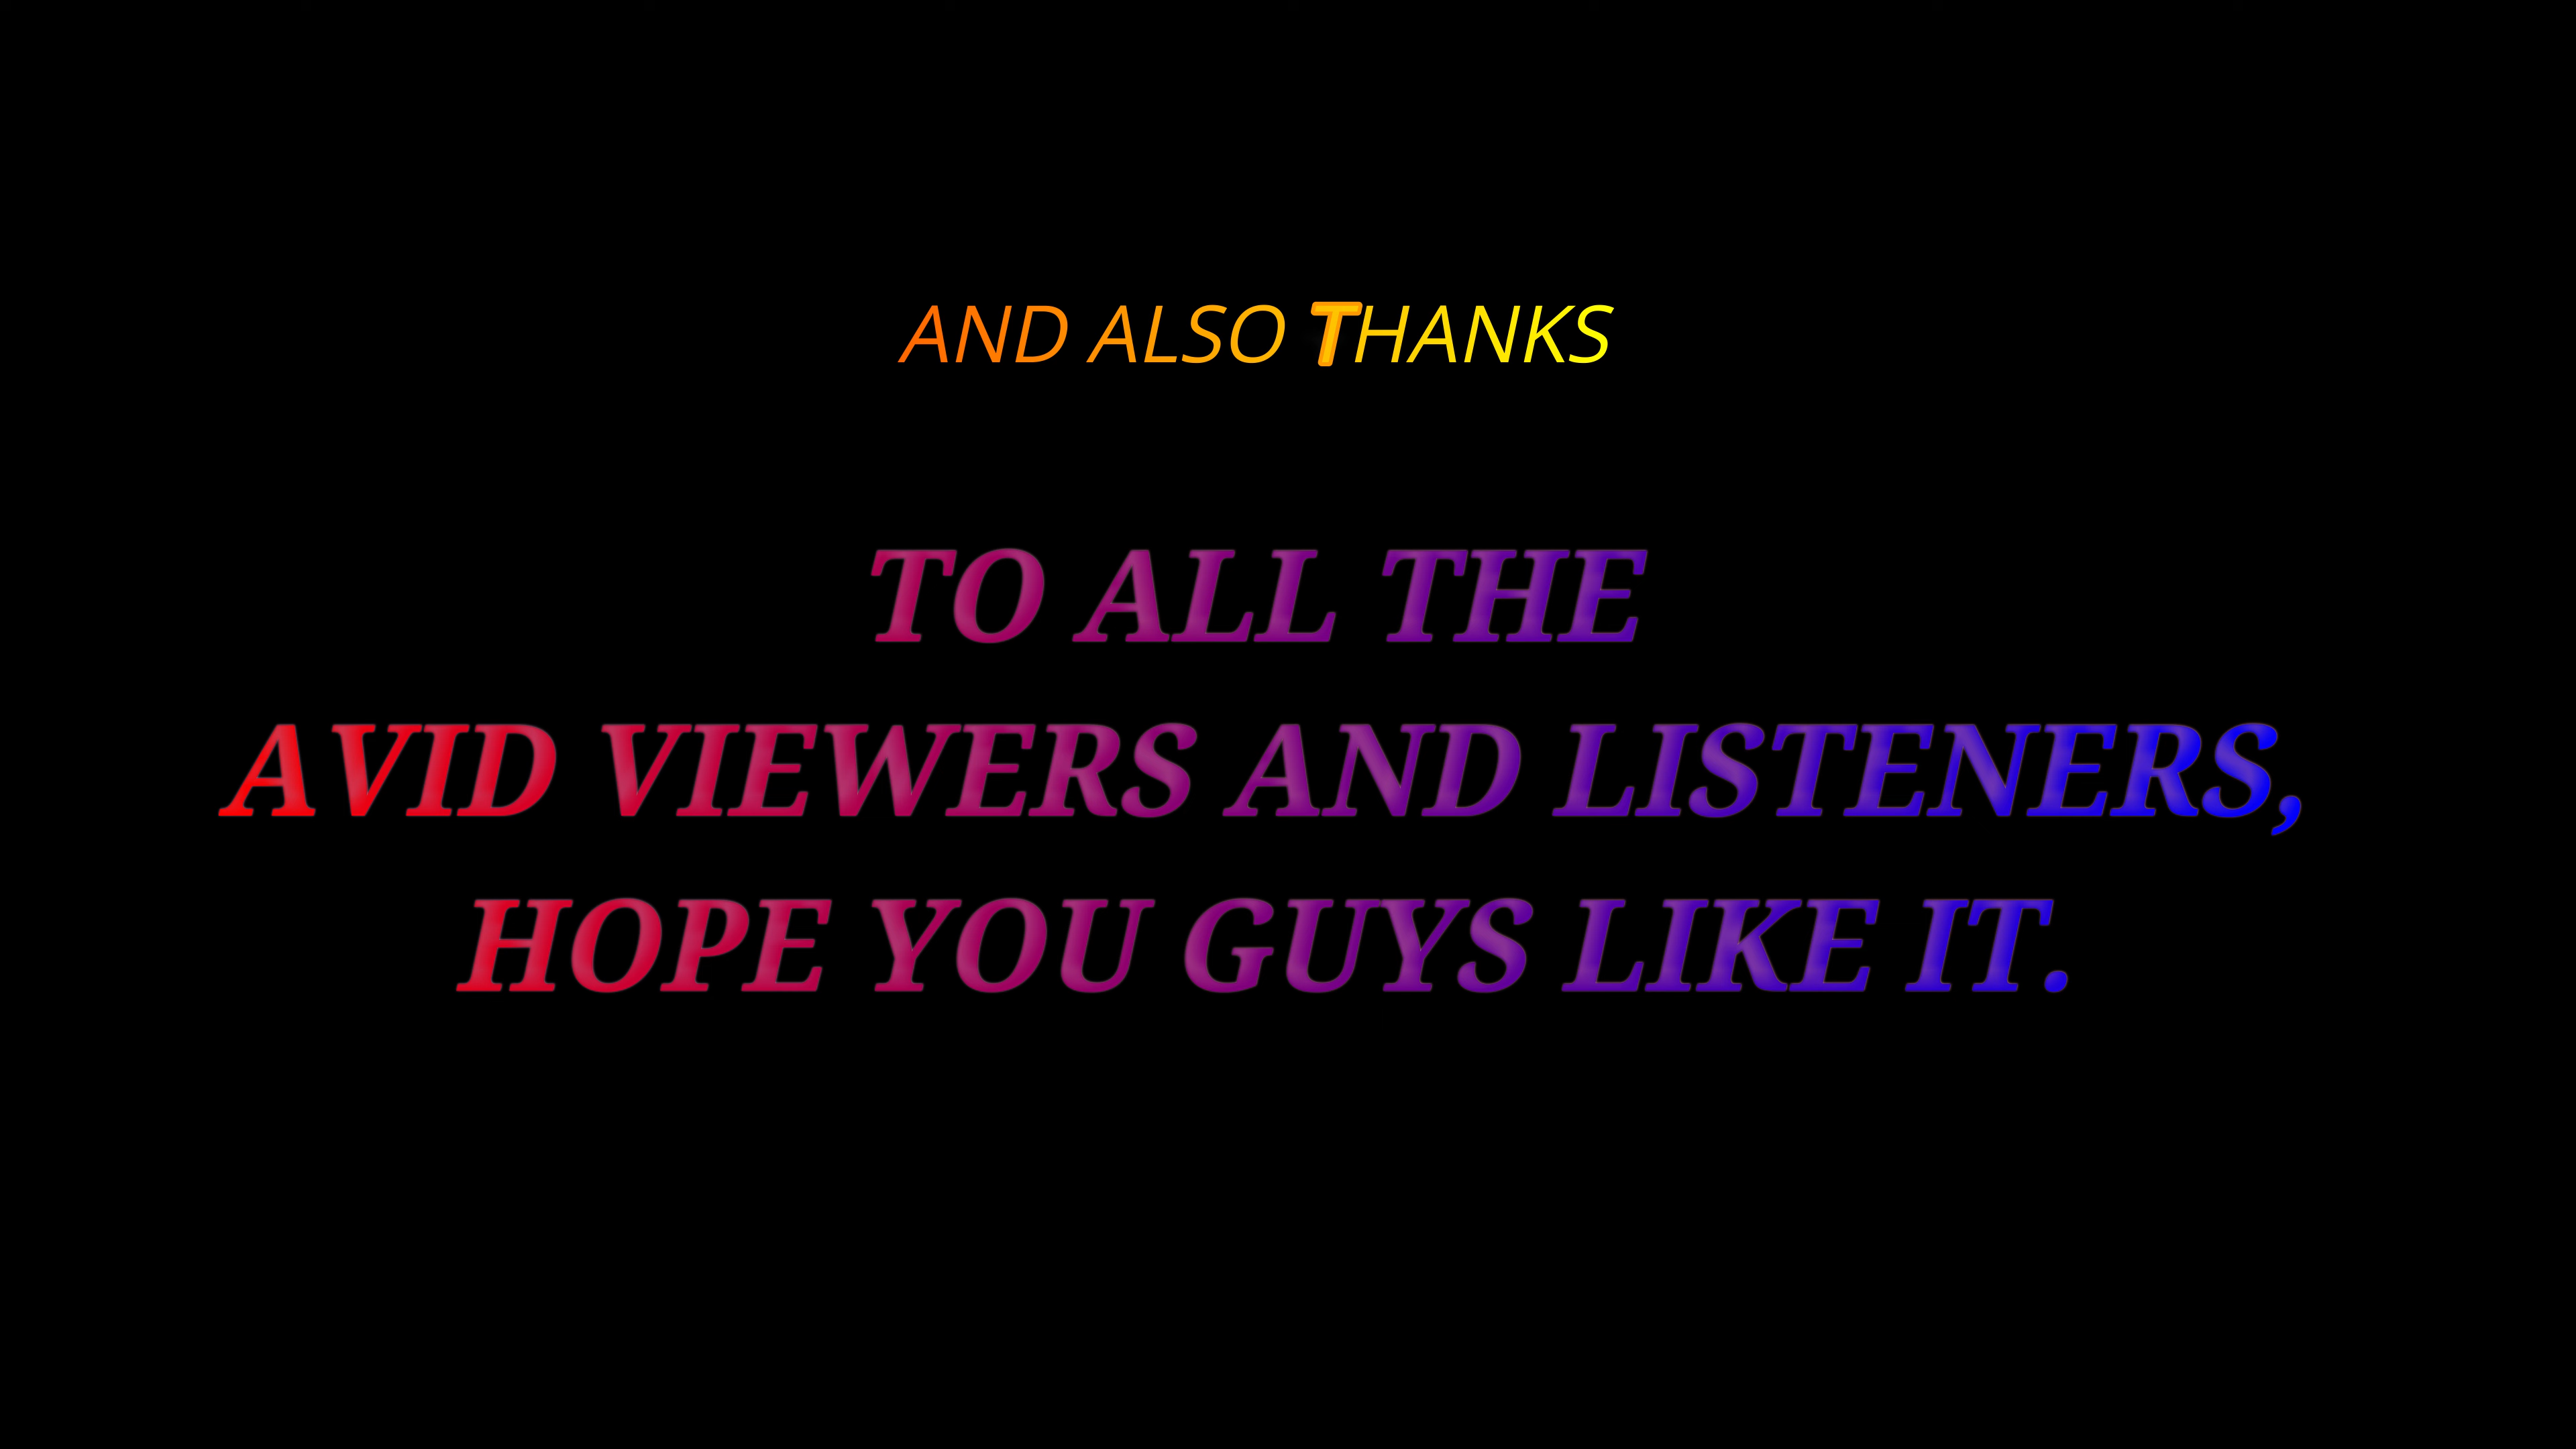 AND ALSO THANKS
TO ALL THE
AVID VIEWERS AND LISTENERS,
HOPE YOU GUYS LIKE IT.